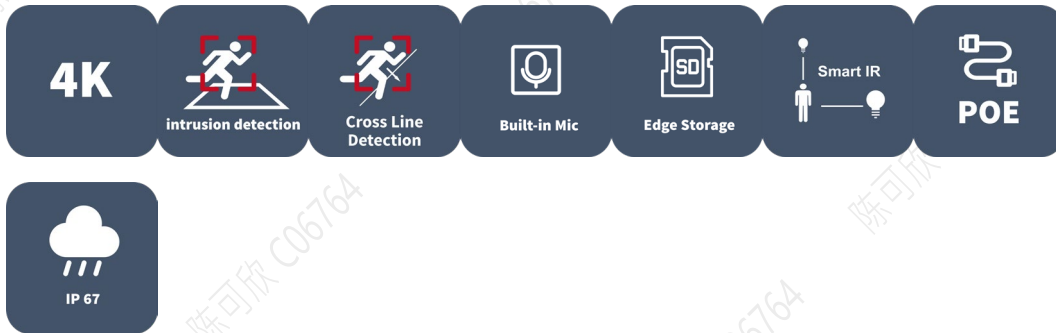 4K
intrusion detection
Cross Line
Detection
Built-in Mic
SD
Edge Storage
Smart IR
POE
IP 67
陈可欣 C06764
陈可欣
6764